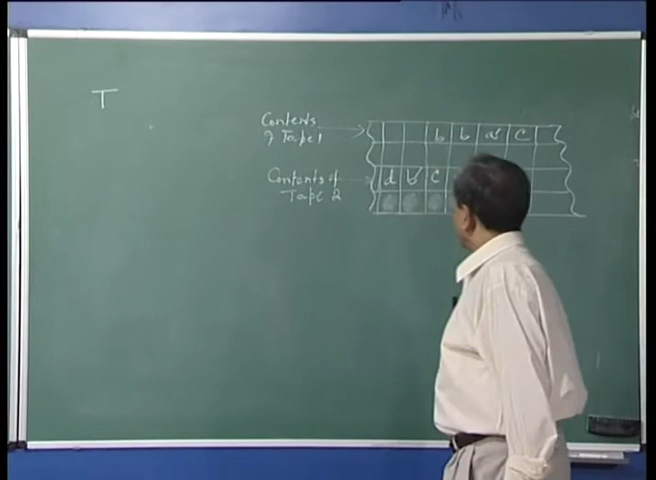 T
Contents
of Tape 1
b b a c
Contents of
Tape 2
d b c